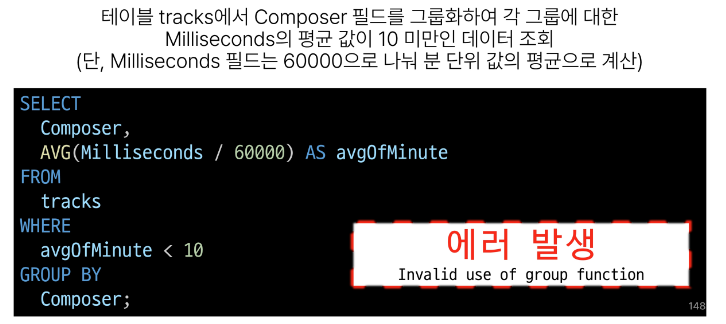 테이블 tracks에서 Composer 필드를 그룹화하여 각 그룹에 대한
Milliseconds의 평균 값이 10 미만인 데이터 조회
(단, Milliseconds 필드는 60000으로 나눠 분 단위 값의 평균으로 계산)
SELECT
  Composer,
  AVG(Milliseconds / 60000) AS avgOfMinute
FROM
  tracks
WHERE
  avgOfMinute < 10
GROUP BY
  Composer;
에러 발생
Invalid use of group function
148